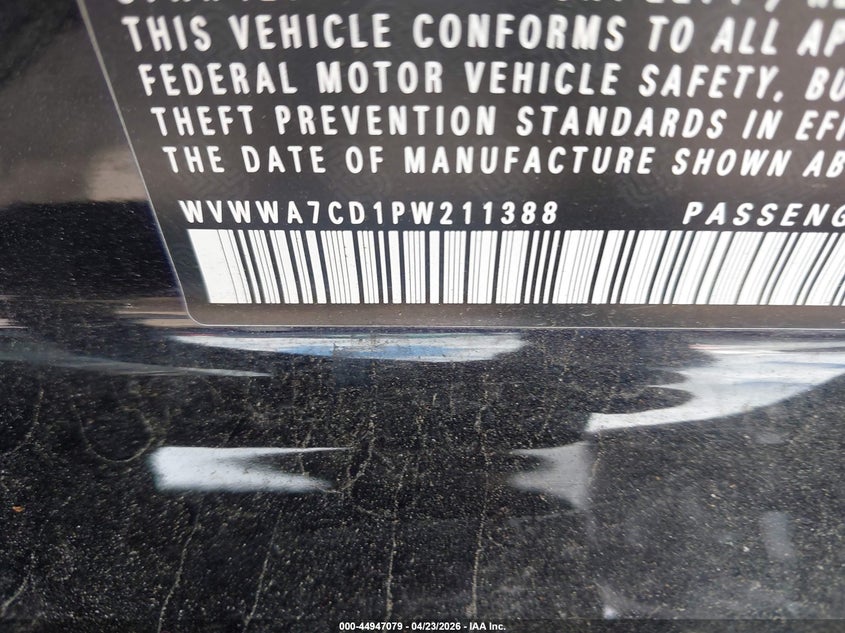 THIS VEHICLE CONFORMS TO ALL AP
FEDERAL MOTOR VEHICLE SAFETY, BU
THEFT PREVENTION STANDARDS IN EFF
THE DATE OF MANUFACTURE SHOWN AB
WVWWA7CD1PW211388 PASSENG
000-44947079 - 04/23/2026 - IAA Inc.